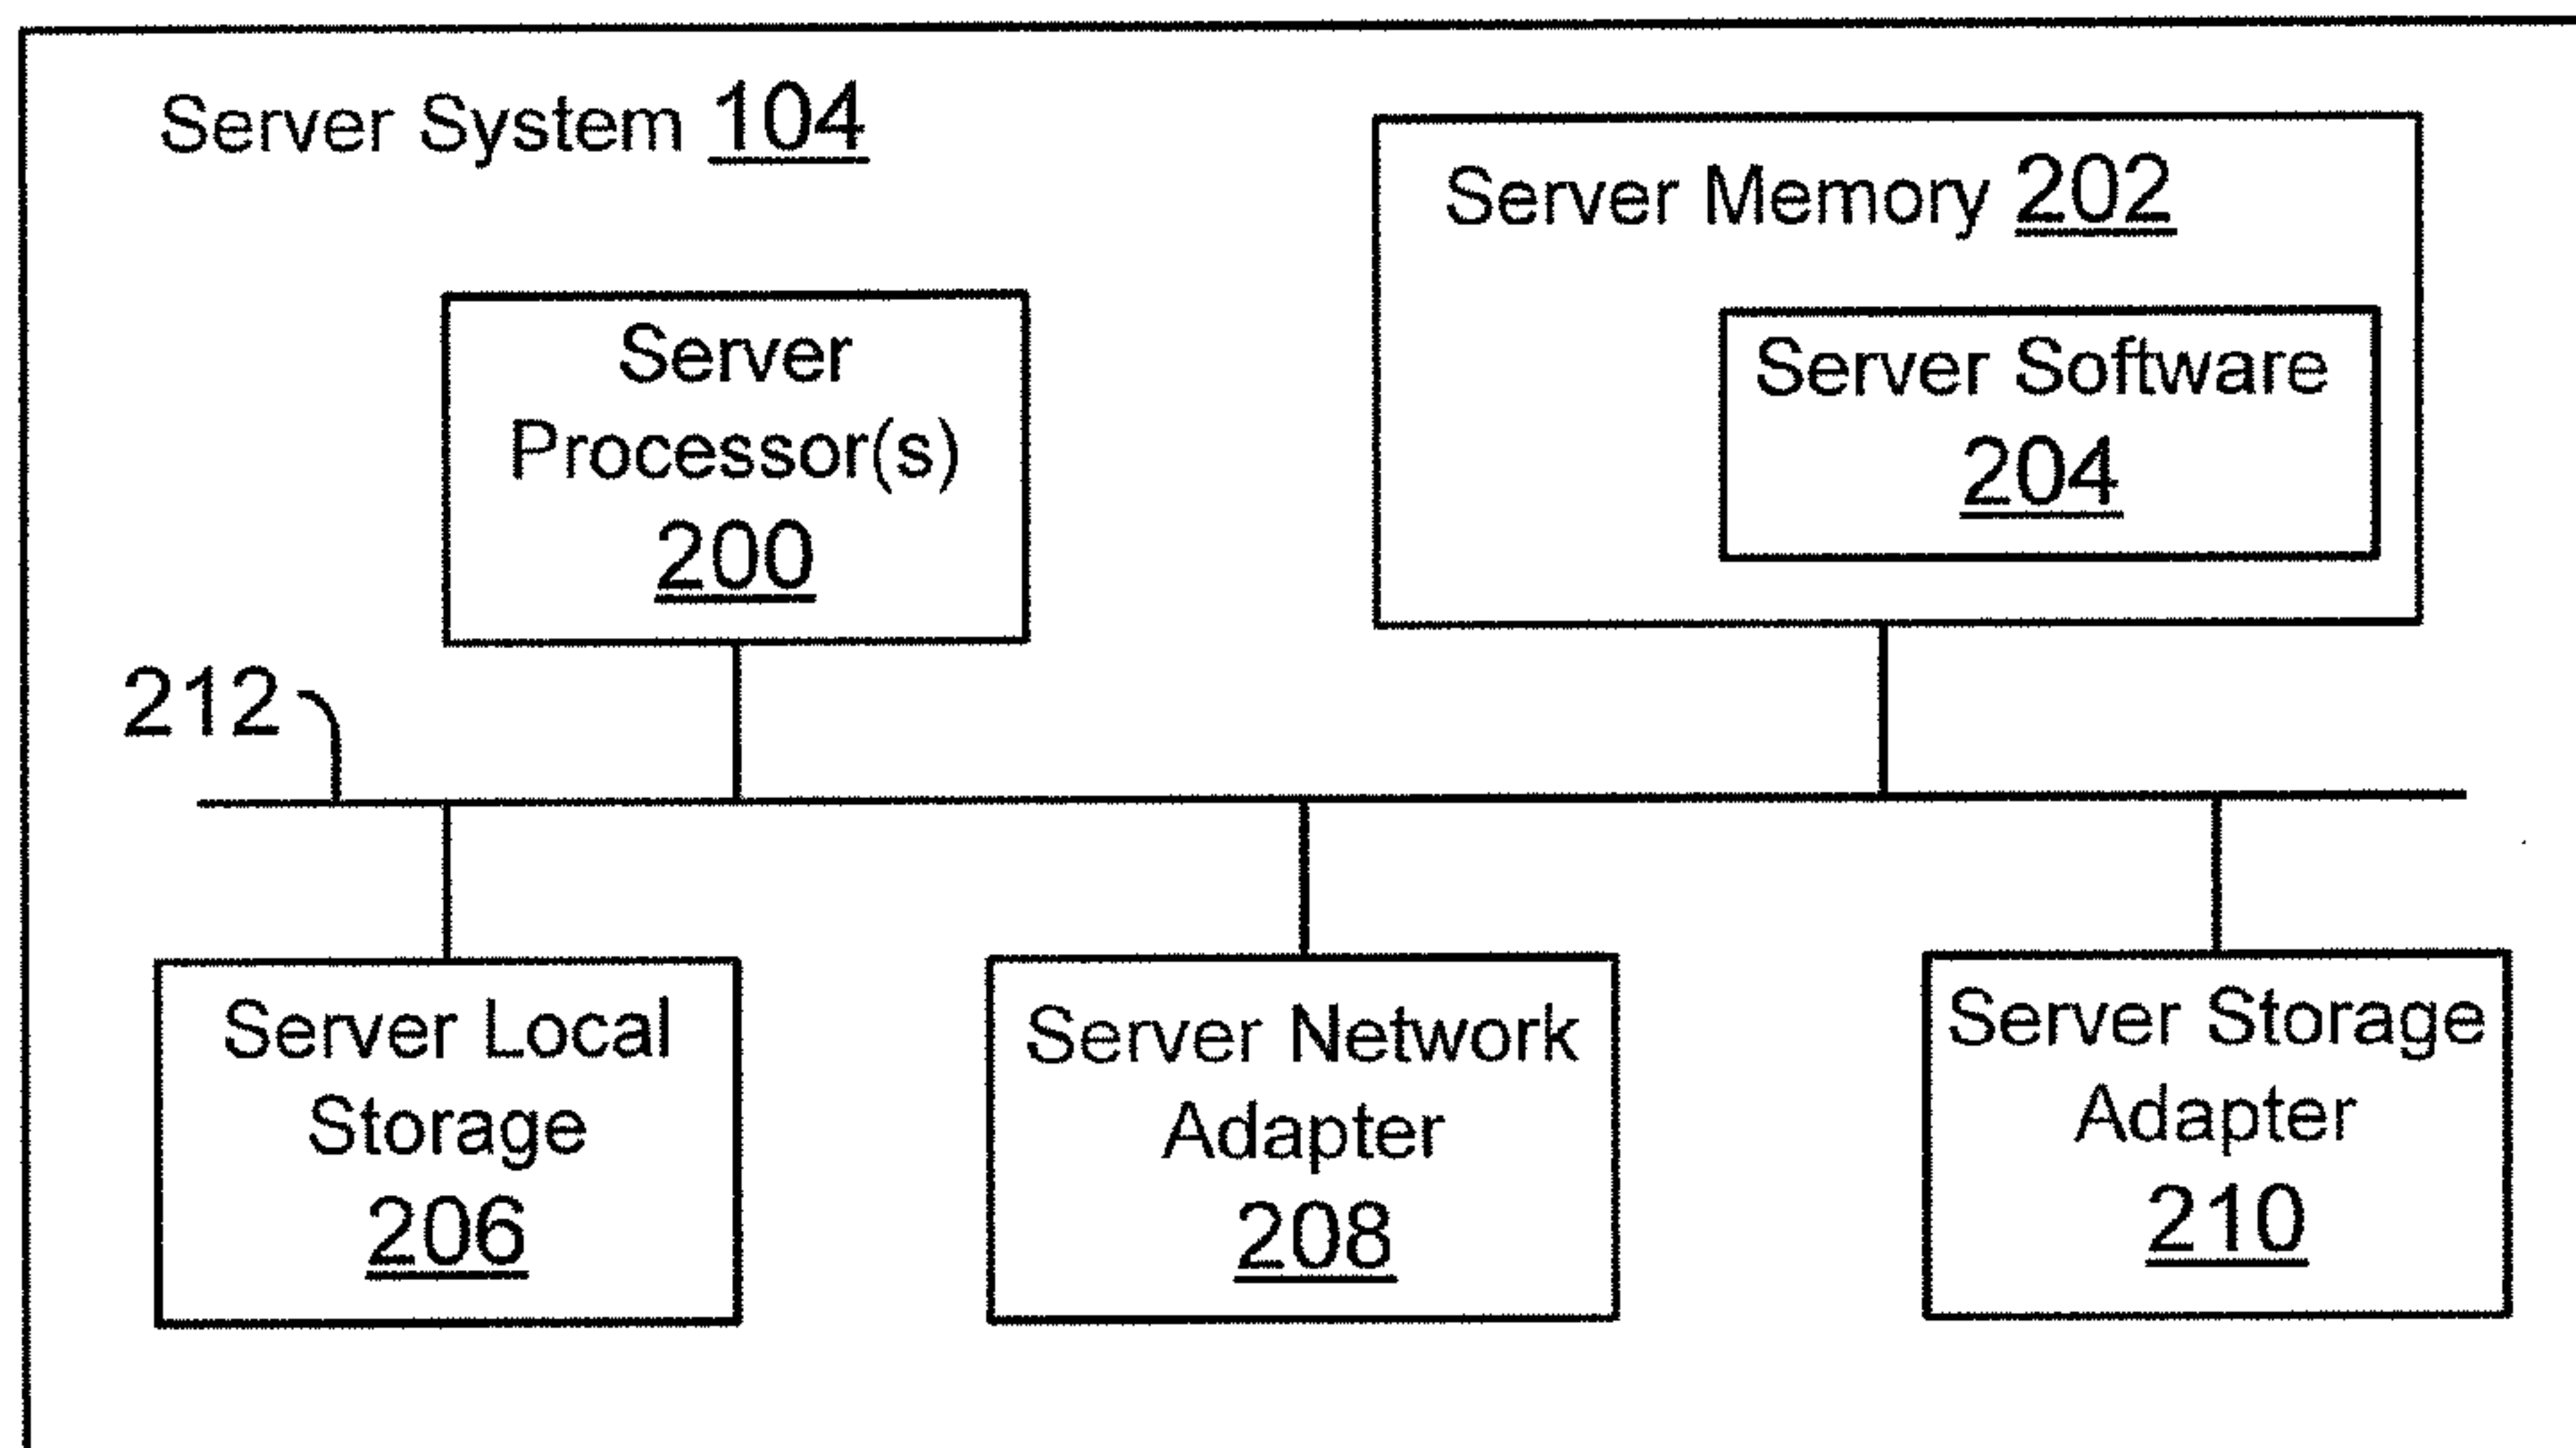 Server System 104
Server Memory 202
Server
Processor(s)
200
Server Software
204
212
Server Local
Storage
206
Server Network
Adapter
208
Server Storage
Adapter
210